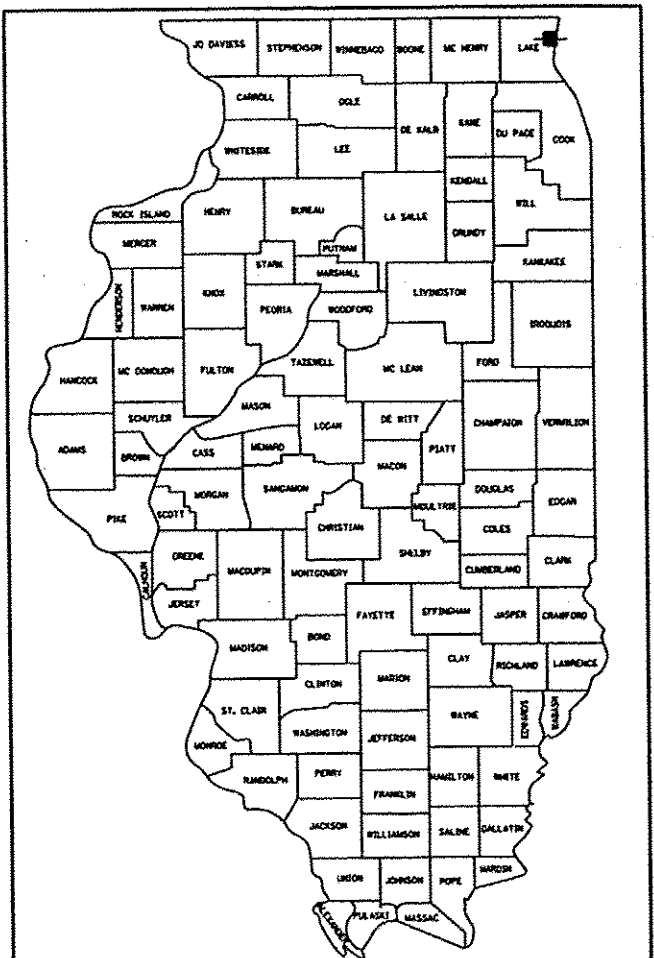 JO DAVIESS STEPHENSON WINNEBAGO BOONE MC HENRY LAKE
CARROLL OGLE DE KALB KANE DU PAGE COOK
WHITESIDE LEE
KENDALL WILL
ROCK ISLAND HENRY BUREAU LA SALLE GRUNDY
MERCER PUTNAM KANKAKEE
STARK MARSHALL
HENDERSON WARREN KNOX PEORIA WOODFORD LIVINGSTON IROQUOIS
HANCOCK MC DONOUGH FULTON TAZEWELL MC LEAN FORD
SCHUYLER MASON LOGAN DE WITT CHAMPAIGN VERMILION
ADAMS BROWN CASS MENARD MACON PIATT
PIKE SCOTT MORGAN SANGAMON CHRISTIAN MOULTRIE DOUGLAS EDGAR
COLES
CALHOUN GREENE MACOUPIN MONTGOMERY SHELBY CUMBERLAND CLARK
JERSEY FAYETTE EFFINGHAM JASPER CRAWFORD
MADISON BOND
CLINTON MARION CLAY RICHLAND LAWRENCE
ST. CLAIR WASHINGTON JEFFERSON WAYNE EDWARDS WABASH
MONROE
RANDOLPH PERRY FRANKLIN HAMILTON WHITE
JACKSON WILLIAMSON SALINE GALLATIN
UNION JOHNSON POPE HARDIN
ALEXANDER PULASKI MASSAC